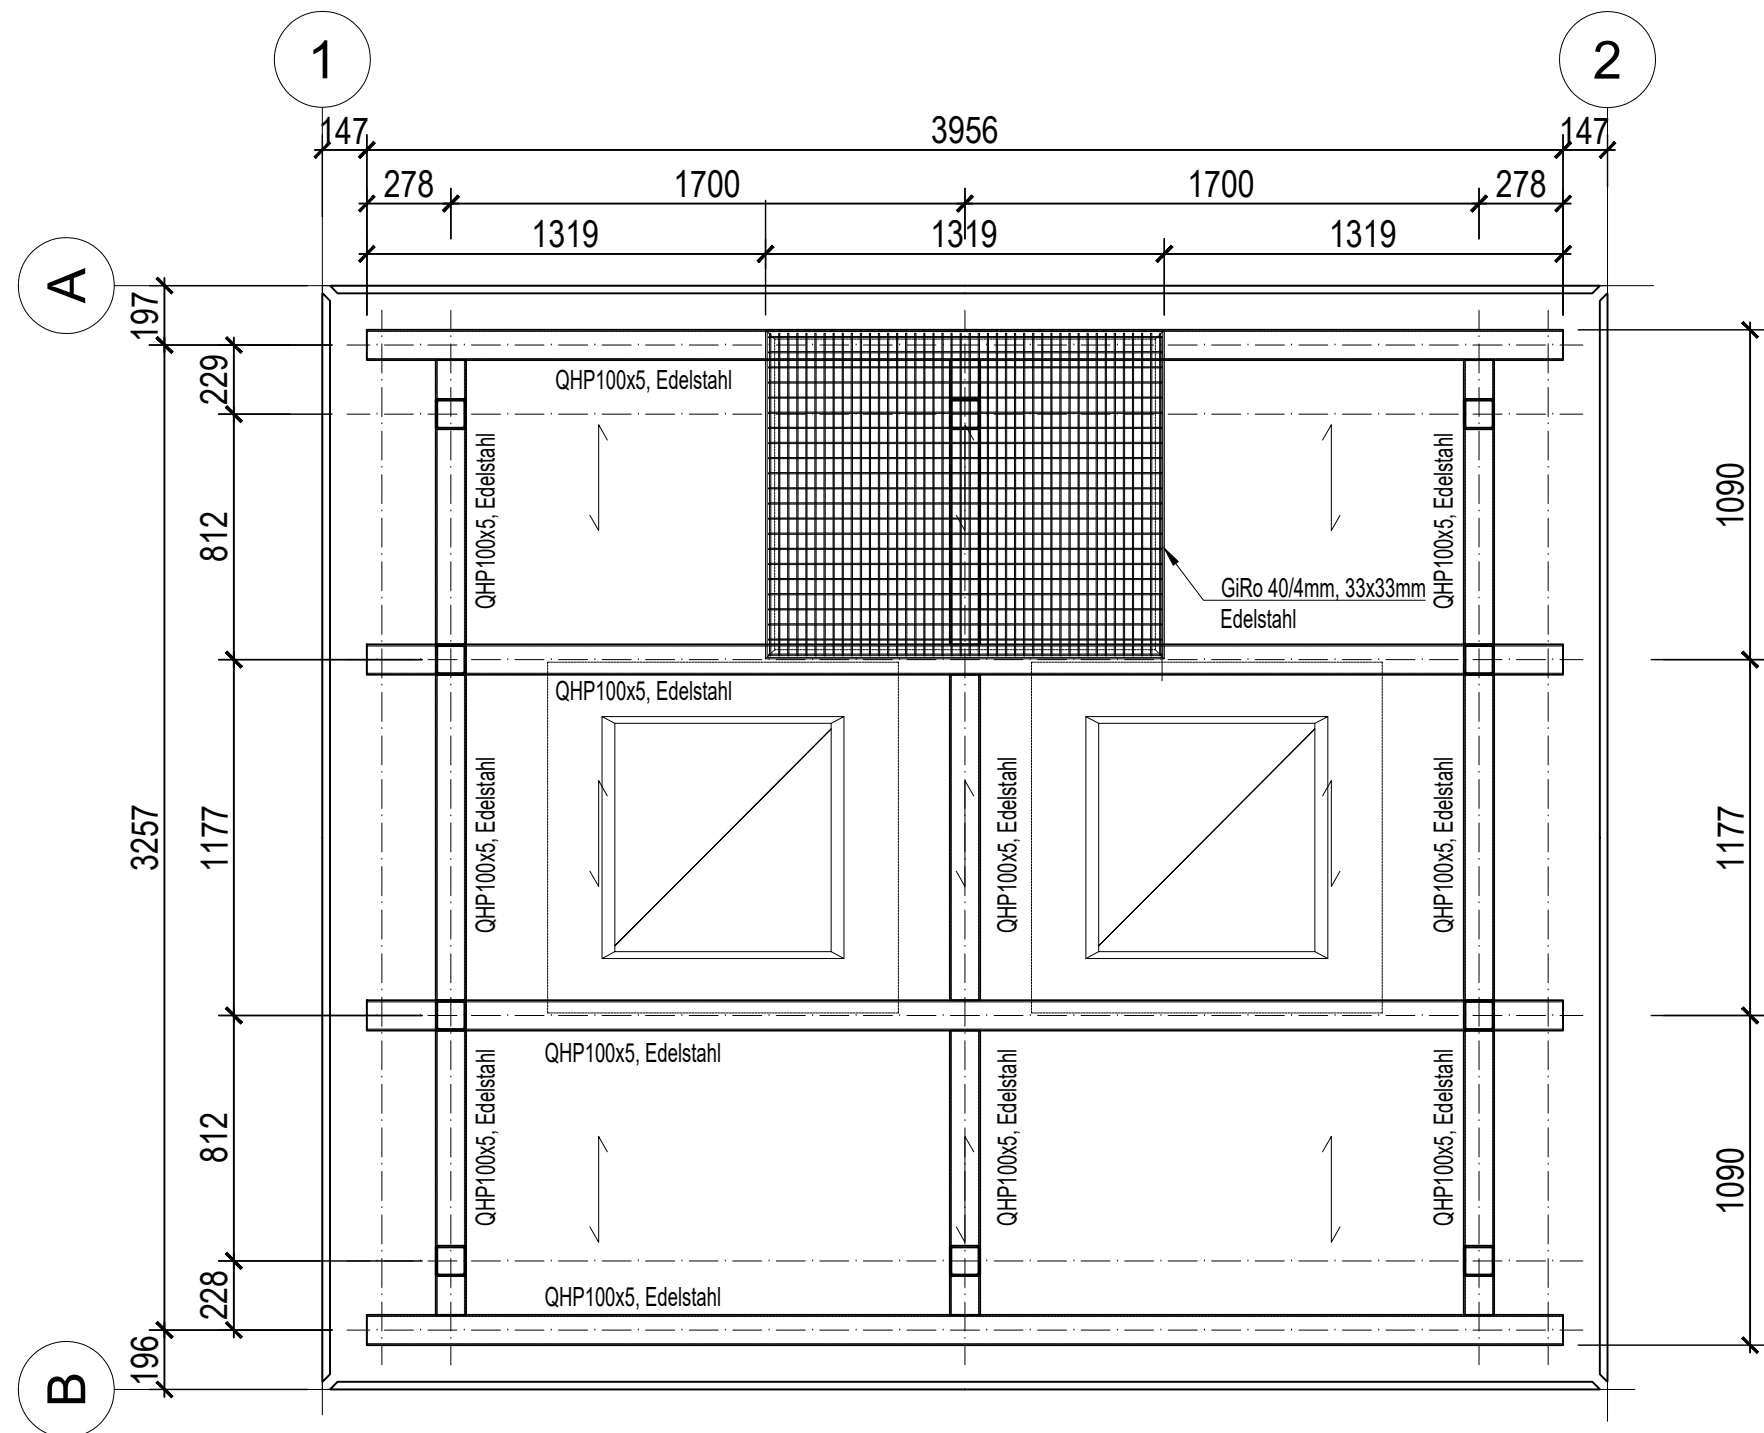 1
2
147
3956
147
278
1700
1700
278
1319
1319
1319
A
197
229
QHP100x5, Edelstahl
QHP100x5, Edelstahl
QHP100x5, Edelstahl
812
1090
GiRo 40/4mm, 33x33mm
Edelstahl
QHP100x5, Edelstahl
3257
1177
QHP100x5, Edelstahl
QHP100x5, Edelstahl
QHP100x5, Edelstahl
1177
QHP100x5, Edelstahl
812
QHP100x5, Edelstahl
QHP100x5, Edelstahl
QHP100x5, Edelstahl
1090
228
QHP100x5, Edelstahl
196
B